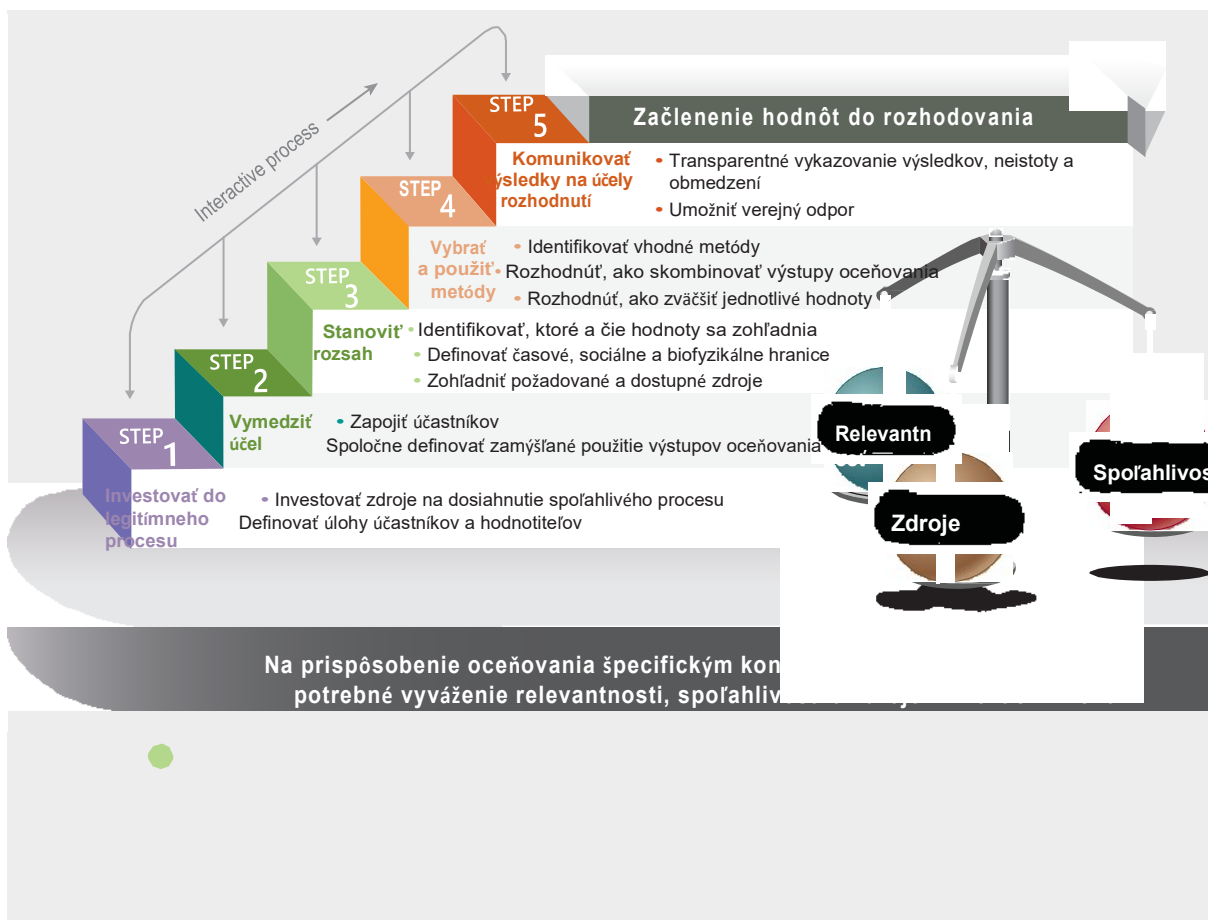 Interactive process
STEP
5
Začlenenie hodnôt do rozhodovania
Komunikovať
ýsledky na účely
rozhodnutí
• Transparentné vykazovanie výsledkov, neistoty a
obmedzení
• Umožniť verejný odpor
STEP
4
Vybrať
a použiť
metódy
• Identifikovať vhodné metódy
• Rozhodnúť, ako skombinovať výstupy oceňovania
• Rozhodnúť, ako zväčšiť jednotlivé hodnoty
STEP
3
Stanoviť
rozsah
• Identifikovať, ktoré a čie hodnoty sa zohľadnia
• Definovať časové, sociálne a biofyzikálne hranice
• Zohľadniť požadované a dostupné zdroje
STEP
2
Vymedziť
účel
• Zapojiť účastníkov
Spoločne definovať zamýšľané použitie výstupov oceňovania
STEP
1
Investovať do
legitímneho
procesu
• Investovať zdroje na dosiahnutie spoľahlivého procesu
Definovať úlohy účastníkov a hodnotiteľov
Relevantn
Zdroje
Spoľahlivos
Na prispôsobenie oceňovania špecifickým kon
potrebné vyváženie relevantnosti, spoľahliv